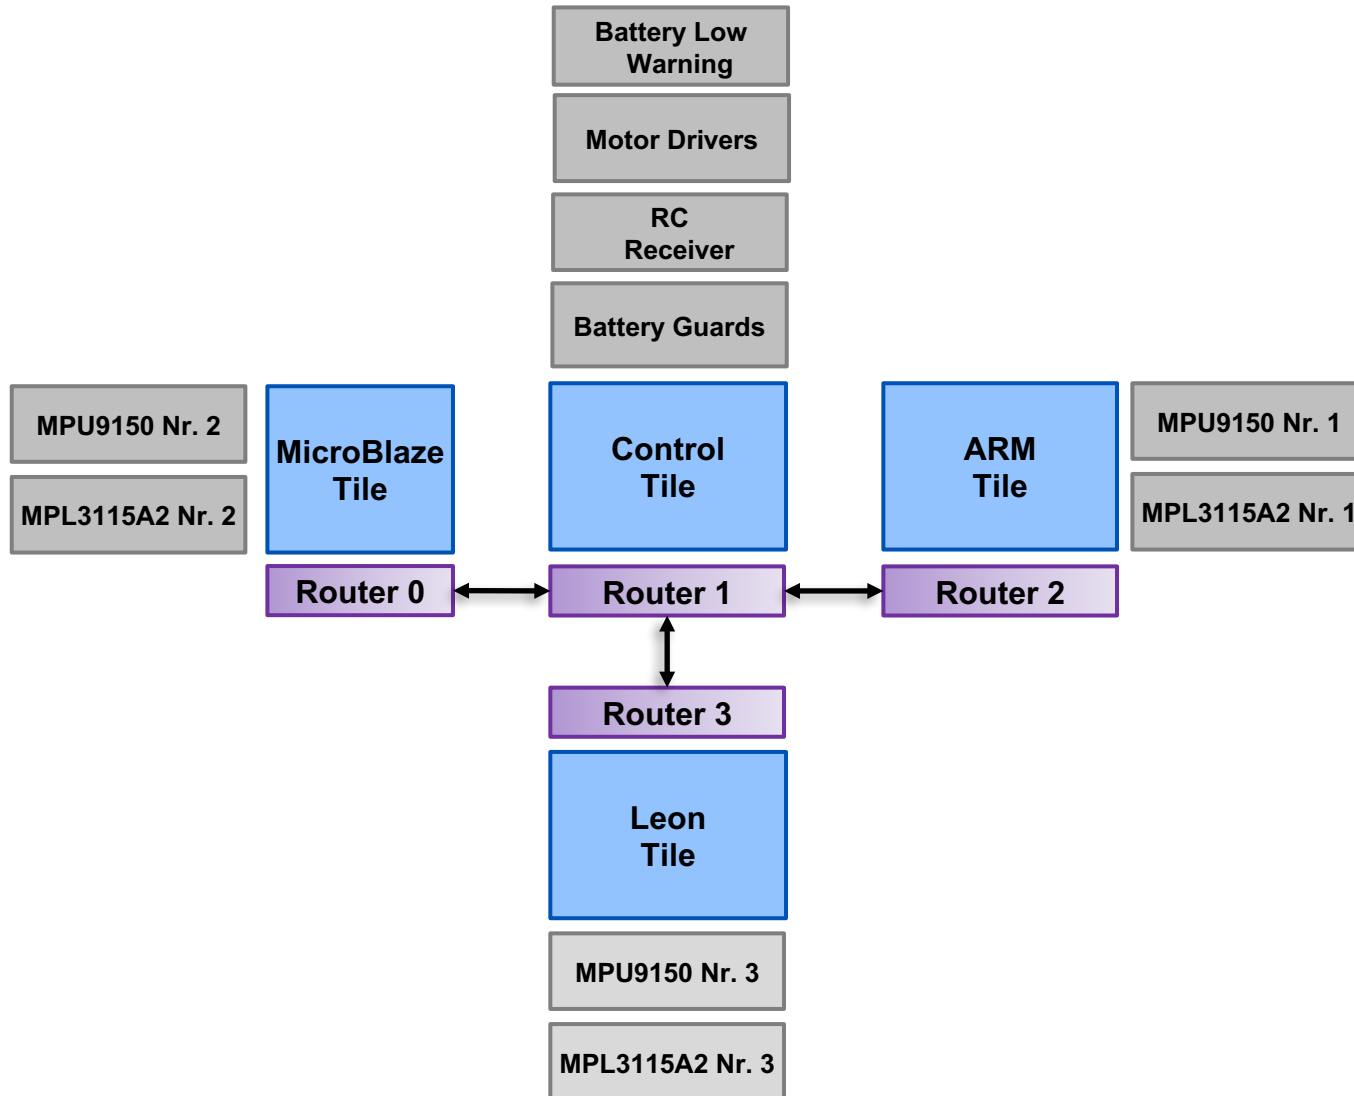 Battery Low
Warning
Motor Drivers
RC
Receiver
Battery Guards
MPU9150 Nr. 2
MPL3115A2 Nr. 2
MicroBlaze
Tile
Control
Tile
ARM
Tile
MPU9150 Nr. 1
MPL3115A2 Nr. 1
Router 0
Router 1
Router 2
Router 3
Leon
Tile
MPU9150 Nr. 3
MPL3115A2 Nr. 3